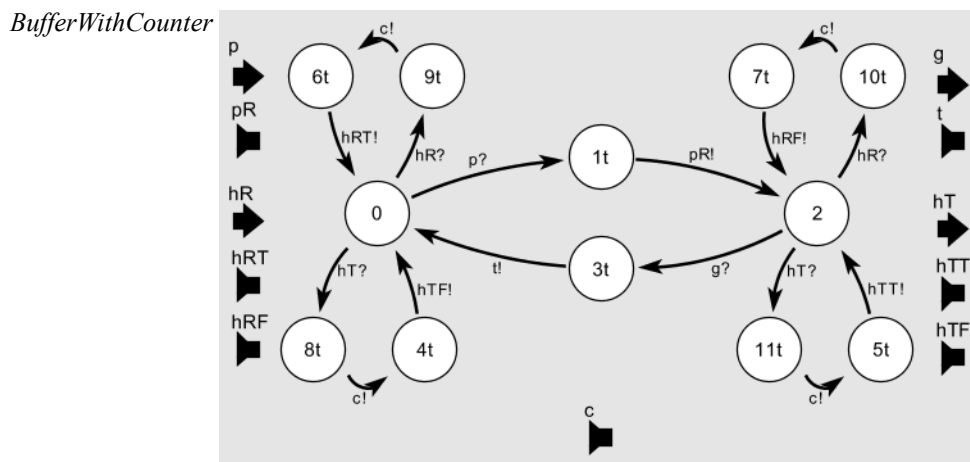 BufferWithCounter
p
pR
hR
hRT
hRF
c!
6t
9t
hRT!
hR?
p?
0
1t
pR!
t!
3t
g?
hT?
hTF!
8t
4t
c!
c!
7t
10t
hRF!
hR?
2
hT?
hTT!
11t
5t
c!
c
g
t
hT
hTT
hTF